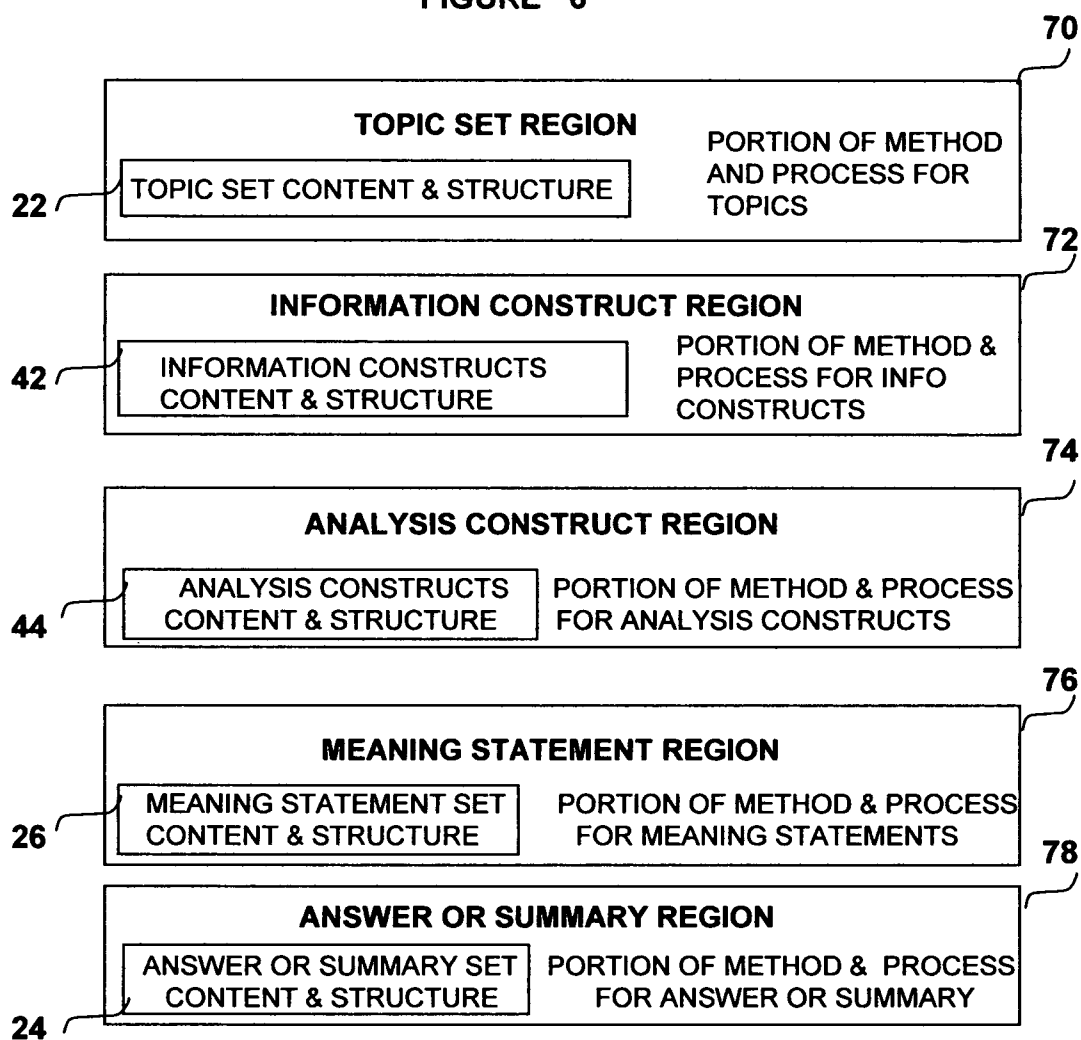 FIGURE 6
70
TOPIC SET REGION
PORTION OF METHOD
AND PROCESS FOR
TOPICS
22
TOPIC SET CONTENT & STRUCTURE
72
INFORMATION CONSTRUCT REGION
PORTION OF METHOD &
PROCESS FOR INFO
CONSTRUCTS
42
INFORMATION CONSTRUCTS
CONTENT & STRUCTURE
74
ANALYSIS CONSTRUCT REGION
44
ANALYSIS CONSTRUCTS
CONTENT & STRUCTURE
PORTION OF METHOD & PROCESS
FOR ANALYSIS CONSTRUCTS
76
MEANING STATEMENT REGION
26
MEANING STATEMENT SET
CONTENT & STRUCTURE
PORTION OF METHOD & PROCESS
FOR MEANING STATEMENTS
78
ANSWER OR SUMMARY REGION
24
ANSWER OR SUMMARY SET
CONTENT & STRUCTURE
PORTION OF METHOD & PROCESS
FOR ANSWER OR SUMMARY